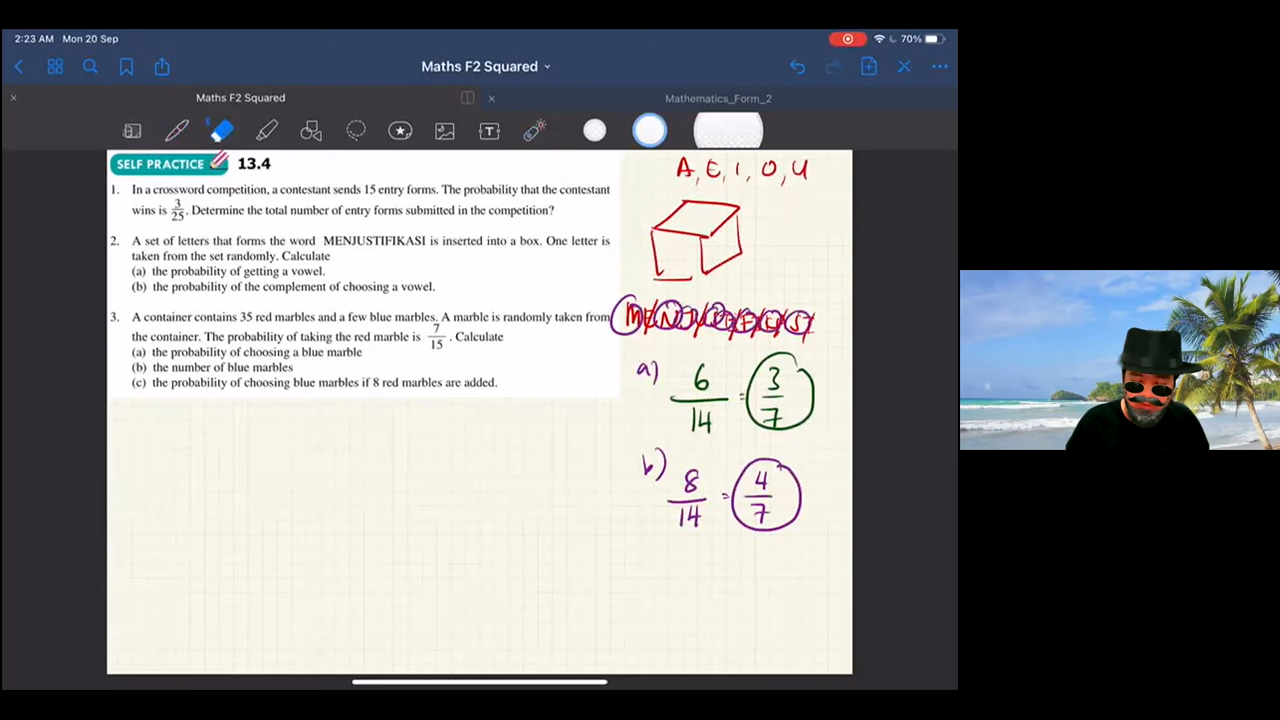 2:23 AM Mon 20 Sep
70%
Maths F2 Squared
Maths F2 Squared
Mathematics_Form_2
SELF PRACTICE 13.4
1. In a crossword competition, a contestant sends 15 entry forms. The probability that the contestant
wins is 3/25. Determine the total number of entry forms submitted in the competition?
2. A set of letters that forms the word MENJUSTIFIKASI is inserted into a box. One letter is
taken from the set randomly. Calculate
(a) the probability of getting a vowel.
(b) the probability of the complement of choosing a vowel.
3. A container contains 35 red marbles and a few blue marbles. A marble is randomly taken from
the container. The probability of taking the red marble is 7/15. Calculate
(a) the probability of choosing a blue marble
(b) the number of blue marbles
(c) the probability of choosing blue marbles if 8 red marbles are added.
A, E, I, O, U
a) 6/14 = 3/7
b) 8/14 = 4/7